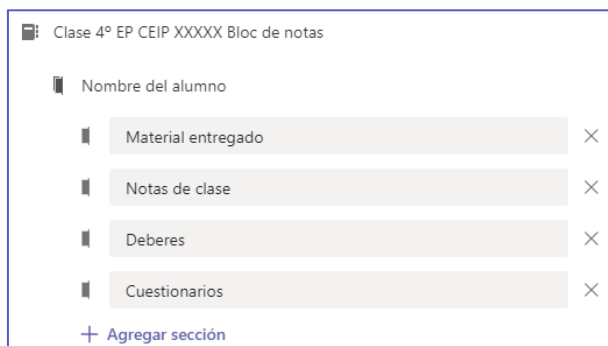 Clase 4º EP CEIP XXXXX Bloc de notas
Nombre del alumno
Material entregado
Notas de clase
Deberes
Cuestionarios
Agregar sección